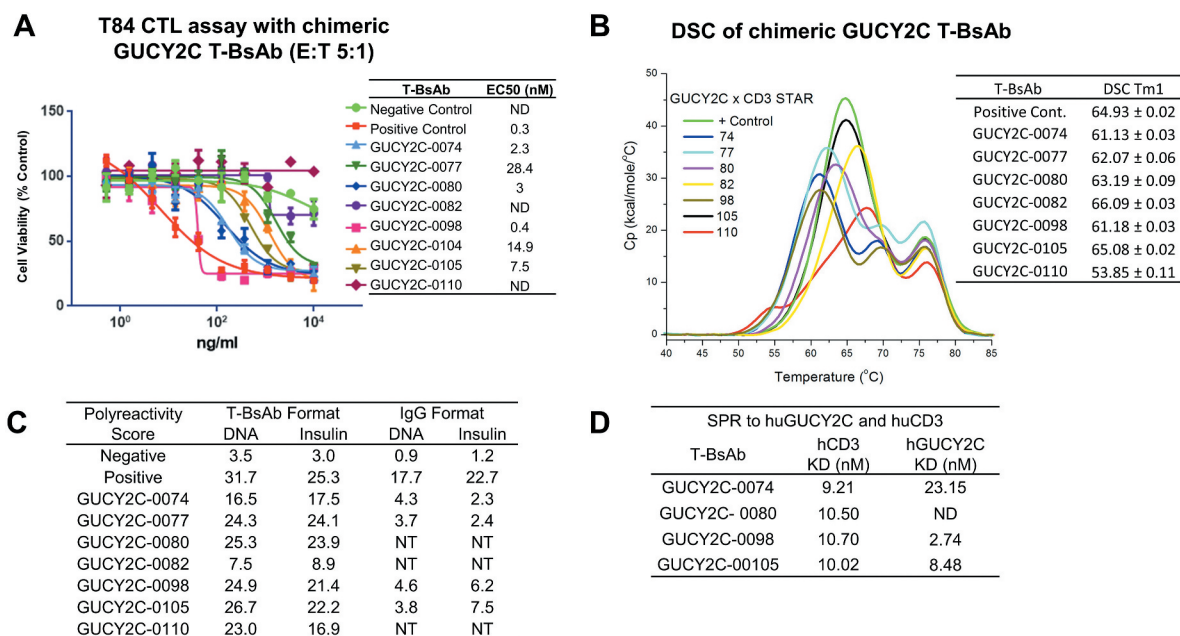 A
T84 CTL assay with chimeric
GUCY2C T-BsAb (E:T 5:1)
Cell Viability (% Control)
150
100
50
0
10⁰ 10² 10⁴
ng/ml
T-BsAb EC50 (nM)
Negative Control ND
Positive Control 0.3
GUCY2C-0074 2.3
GUCY2C-0077 28.4
GUCY2C-0080 3
GUCY2C-0082 ND
GUCY2C-0098 0.4
GUCY2C-0104 14.9
GUCY2C-0105 7.5
GUCY2C-0110 ND
B
DSC of chimeric GUCY2C T-BsAb
Cp (kcal/mole/°C)
50
40
30
20
10
0
40 45 50 55 60 65 70 75 80 85
Temperature (°C)
GUCY2C x CD3 STAR
+ Control
74
77
80
82
98
105
110
T-BsAb DSC Tm1
Positive Cont. 64.93 ± 0.02
GUCY2C-0074 61.13 ± 0.03
GUCY2C-0077 62.07 ± 0.06
GUCY2C-0080 63.19 ± 0.09
GUCY2C-0082 66.09 ± 0.03
GUCY2C-0098 61.18 ± 0.03
GUCY2C-0105 65.08 ± 0.02
GUCY2C-0110 53.85 ± 0.11
C
Polyreactivity T-BsAb Format IgG Format
Score DNA Insulin DNA Insulin
Negative 3.5 3.0 0.9 1.2
Positive 31.7 25.3 17.7 22.7
GUCY2C-0074 16.5 17.5 4.3 2.3
GUCY2C-0077 24.3 24.1 3.7 2.4
GUCY2C-0080 25.3 23.9 NT NT
GUCY2C-0082 7.5 8.9 NT NT
GUCY2C-0098 24.9 21.4 4.6 6.2
GUCY2C-0105 26.7 22.2 3.8 7.5
GUCY2C-0110 23.0 16.9 NT NT
D
SPR to huGUCY2C and huCD3
T-BsAb hCD3 KD (nM) hGUCY2C KD (nM)
GUCY2C-0074 9.21 23.15
GUCY2C- 0080 10.50 ND
GUCY2C-0098 10.70 2.74
GUCY2C-00105 10.02 8.48